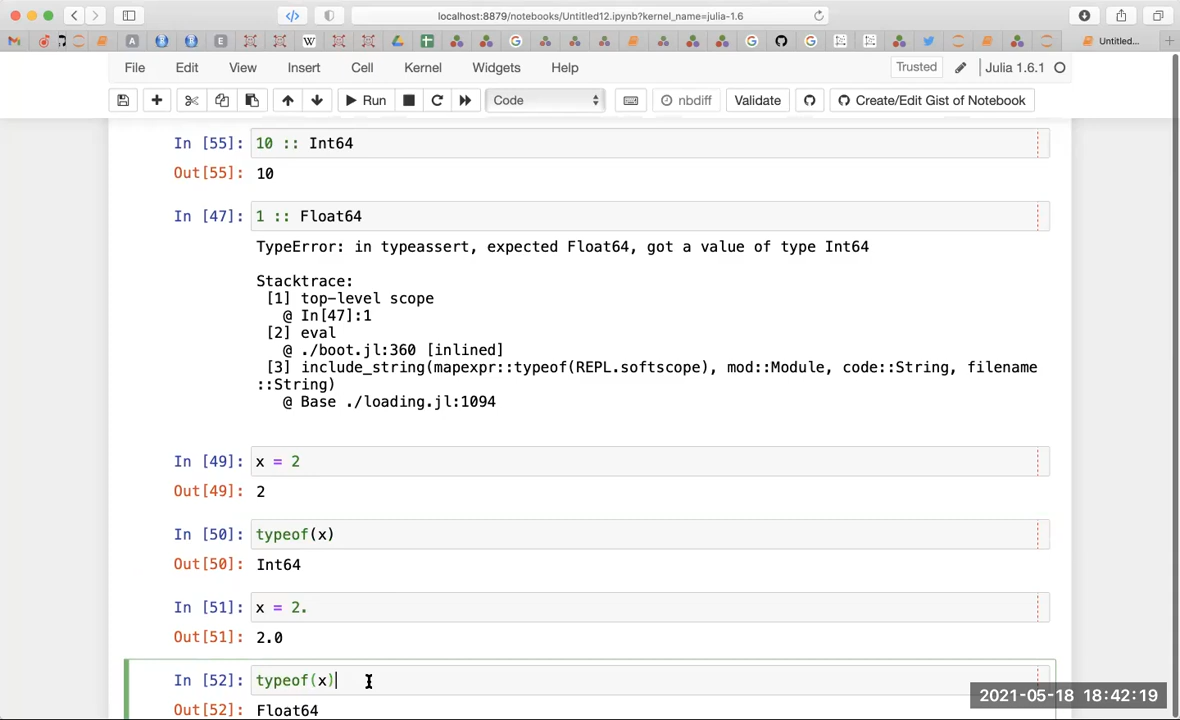 localhost:8879/notebooks/Untitled12.ipynb?kernel_name=julia-1.6
Untitled...
File Edit View Insert Cell Kernel Widgets Help Trusted Julia 1.6.1
Run Code nbdiff Validate Create/Edit Gist of Notebook
In [55]: 10 :: Int64
Out[55]: 10
In [47]: 1 :: Float64
TypeError: in typeassert, expected Float64, got a value of type Int64
Stacktrace:
[1] top-level scope
@ In[47]:1
[2] eval
@ ./boot.jl:360 [inlined]
[3] include_string(mapexpr::typeof(REPL.softscope), mod::Module, code::String, filename
::String)
@ Base ./loading.jl:1094
In [49]: x = 2
Out[49]: 2
In [50]: typeof(x)
Out[50]: Int64
In [51]: x = 2.
Out[51]: 2.0
In [52]: typeof(x)
Out[52]: Float64
2021-05-18 18:42:19